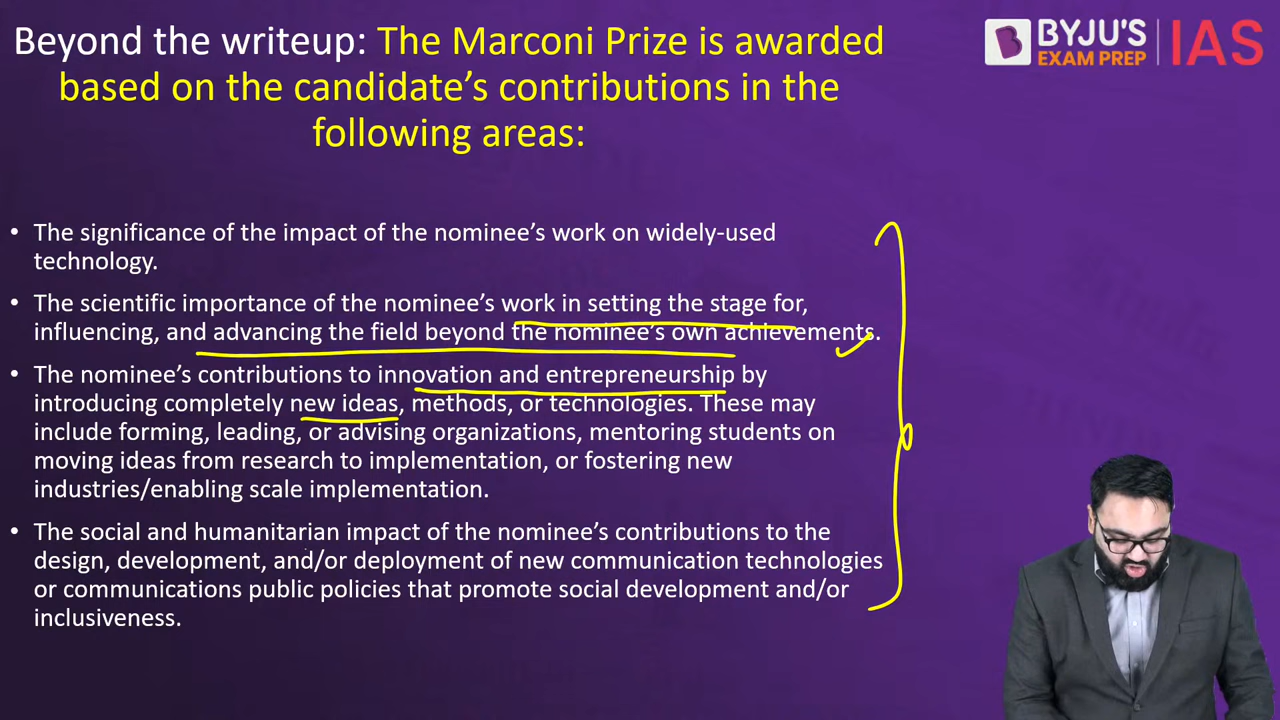 Beyond the writeup: The Marconi Prize is awarded
based on the candidate's contributions in the
following areas:
BYJU'S
EXAM PREP
IAS
• The significance of the impact of the nominee's work on widely-used
technology.
• The scientific importance of the nominee's work in setting the stage for,
influencing, and advancing the field beyond the nominee's own achievements.
• The nominee's contributions to innovation and entrepreneurship by
introducing completely new ideas, methods, or technologies. These may
include forming, leading, or advising organizations, mentoring students on
moving ideas from research to implementation, or fostering new
industries/enabling scale implementation.
• The social and humanitarian impact of the nominee's contributions to the
design, development, and/or deployment of new communication technologies
or communications public policies that promote social development and/or
inclusiveness.